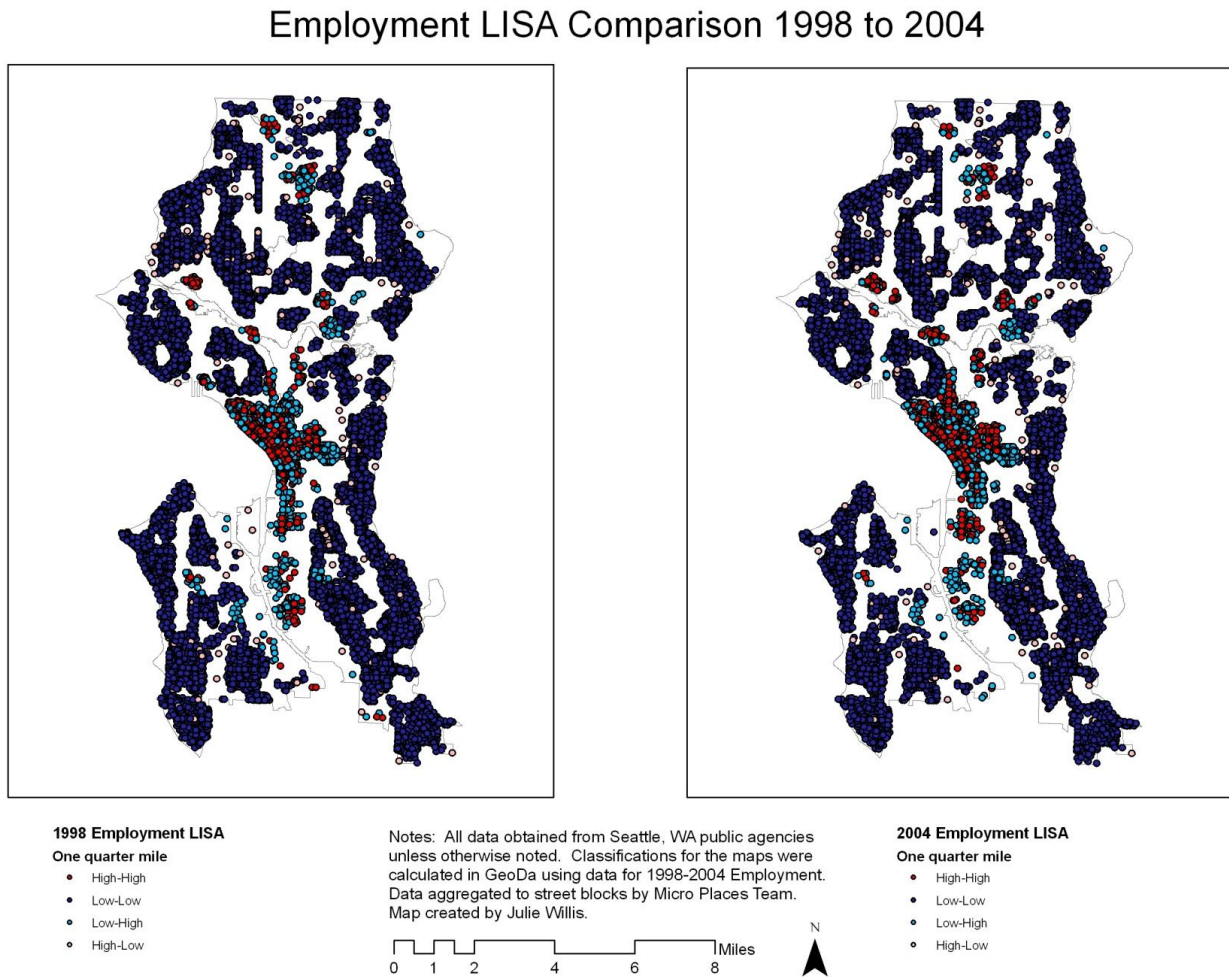 Employment LISA Comparison 1998 to 2004
1998 Employment LISA
One quarter mile
High-High
Low-Low
Low-High
High-Low
Notes: All data obtained from Seattle, WA public agencies
unless otherwise noted. Classifications for the maps were
calculated in GeoDa using data for 1998-2004 Employment.
Data aggregated to street blocks by Micro Places Team.
Map created by Julie Willis.
0 1 2 4 6 8 Miles
N
2004 Employment LISA
One quarter mile
High-High
Low-Low
Low-High
High-Low